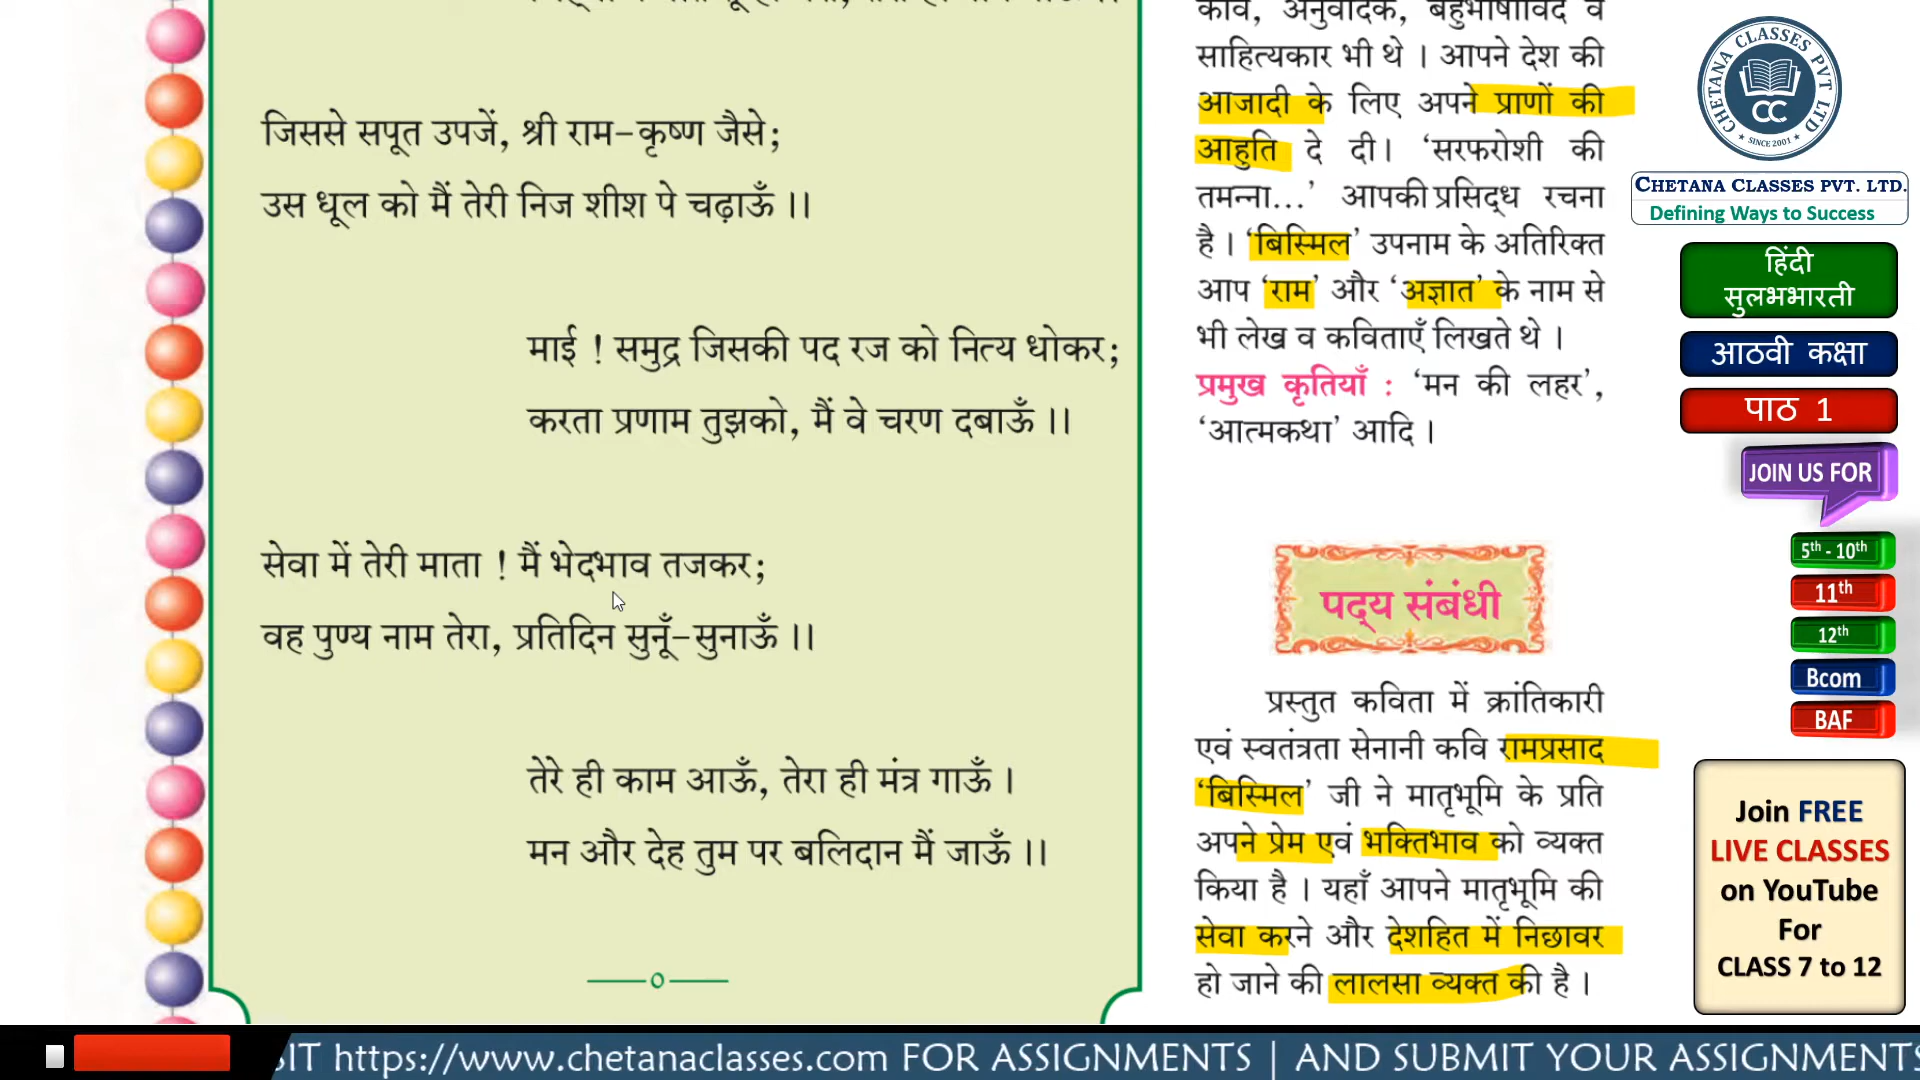 जिससे सपूत उपजें, श्री राम-कृष्ण जैसे;
उस धूल को मैं तेरी निज शीश पे चढ़ाऊँ ।।
माई ! समुद्र जिसकी पद रज को नित्य धोकर;
करता प्रणाम तुझको, मैं वे चरण दबाऊँ ।।
सेवा में तेरी माता ! मैं भेदभाव तजकर;
वह पुण्य नाम तेरा, प्रतिदिन सुनूँ-सुनाऊँ ।।
तेरे ही काम आऊँ, तेरा ही मंत्र गाऊँ ।
मन और देह तुम पर बलिदान मैं जाऊँ ।।
कवि, अनुवादक, बहुभाषाविद व
साहित्यकार भी थे । आपने देश की
आजादी के लिए अपने प्राणों की
आहुति दे दी। ‘सरफरोशी की
तमन्ना...’ आपकी प्रसिद्ध रचना
है । ‘बिस्मिल’ उपनाम के अतिरिक्त
आप ‘राम’ और ‘अज्ञात’ के नाम से
भी लेख व कविताएँ लिखते थे ।
प्रमुख कृतियाँ : ‘मन की लहर’,
‘आत्मकथा’ आदि ।
पद्य संबंधी
प्रस्तुत कविता में क्रांतिकारी
एवं स्वतंत्रता सेनानी कवि रामप्रसाद
‘बिस्मिल’ जी ने मातृभूमि के प्रति
अपने प्रेम एवं भक्तिभाव को व्यक्त
किया है । यहाँ आपने मातृभूमि की
सेवा करने और देशहित में निछावर
हो जाने की लालसा व्यक्त की है ।
CHETANA CLASSES PVT LTD
CC
SINCE 2001
CHETANA CLASSES PVT. LTD.
Defining Ways to Success
हिंदी
सुलभभारती
आठवी कक्षा
पाठ 1
JOIN US FOR
5th - 10th
11th
12th
Bcom
BAF
Join FREE
LIVE CLASSES
on YouTube
For
CLASS 7 to 12
SIT https://www.chetanaclasses.com FOR ASSIGNMENTS | AND SUBMIT YOUR ASSIGNMENTS